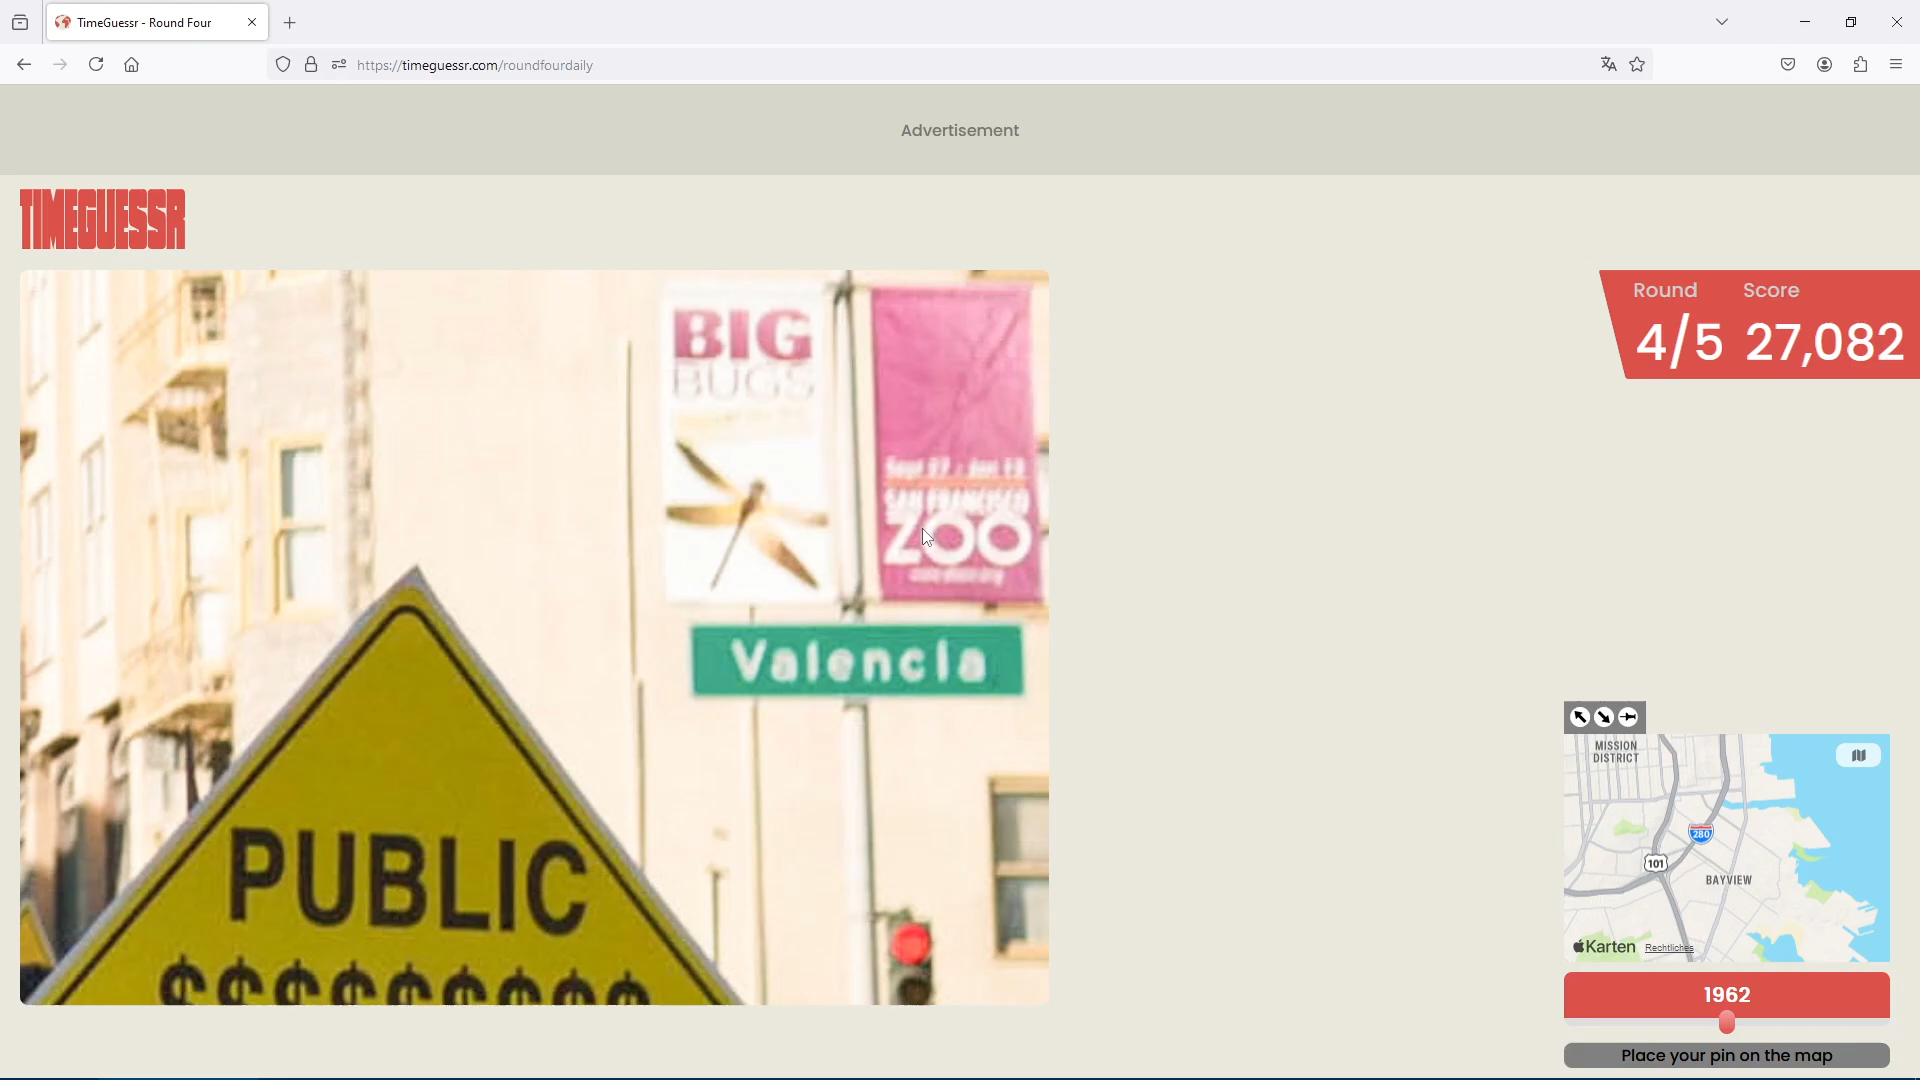 TimeGuessr - Round Four
https://timeguessr.com/roundfourdaily
Advertisement
TIMEGUESSR
Round Score
4/5 27,082
BIG
BUGS
SAN FRANCISCO
ZOO
Valencia
PUBLIC
$$$$$$$$$
MISSION
DISTRICT
280
101
BAYVIEW
Karten Rechtliches
1962
Place your pin on the map